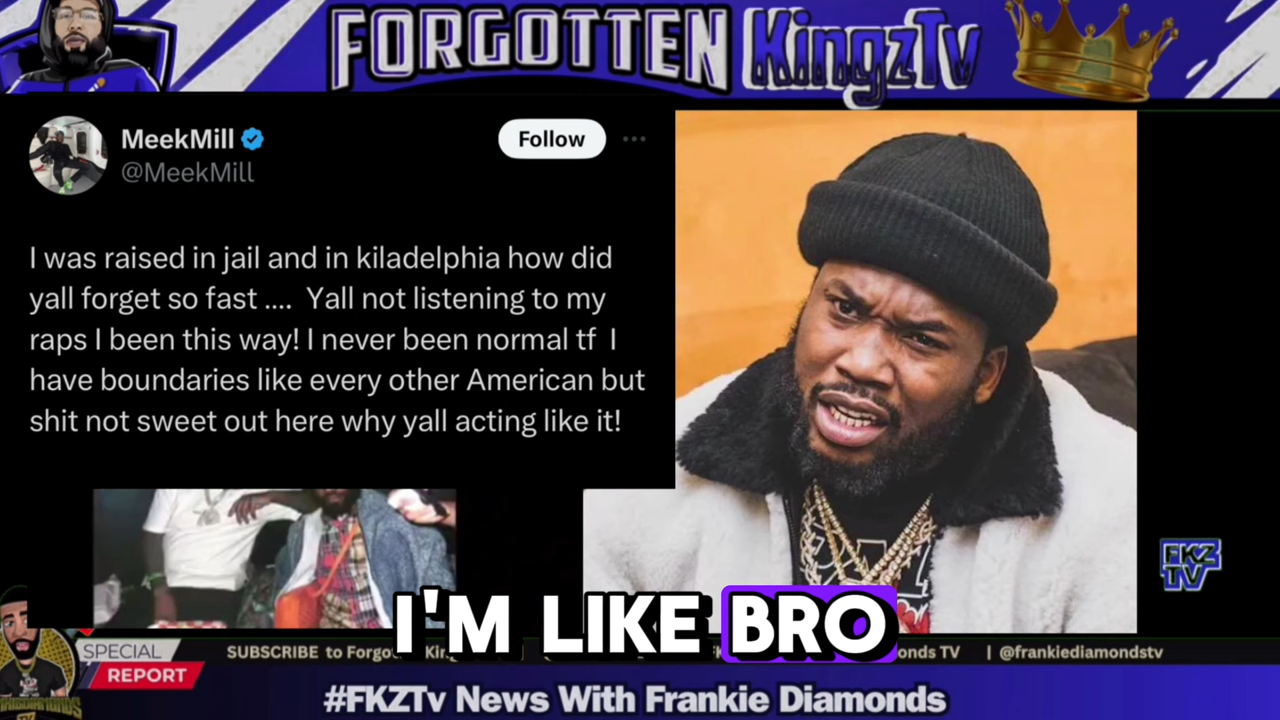 FORGOTTEN KingzTv
MeekMill
Follow
@MeekMill
I was raised in jail and in kiladelphia how did
yall forget so fast .... Yall not listening to my
raps I been this way! I never been normal tf I
have boundaries like every other American but
shit not sweet out here why yall acting like it!
FKZ
TV
I'M LIKE BRO
SPECIAL
REPORT
SUBSCRIBE to
TV | @frankiediamondstv
#FKZTv News With Frankie Diamonds